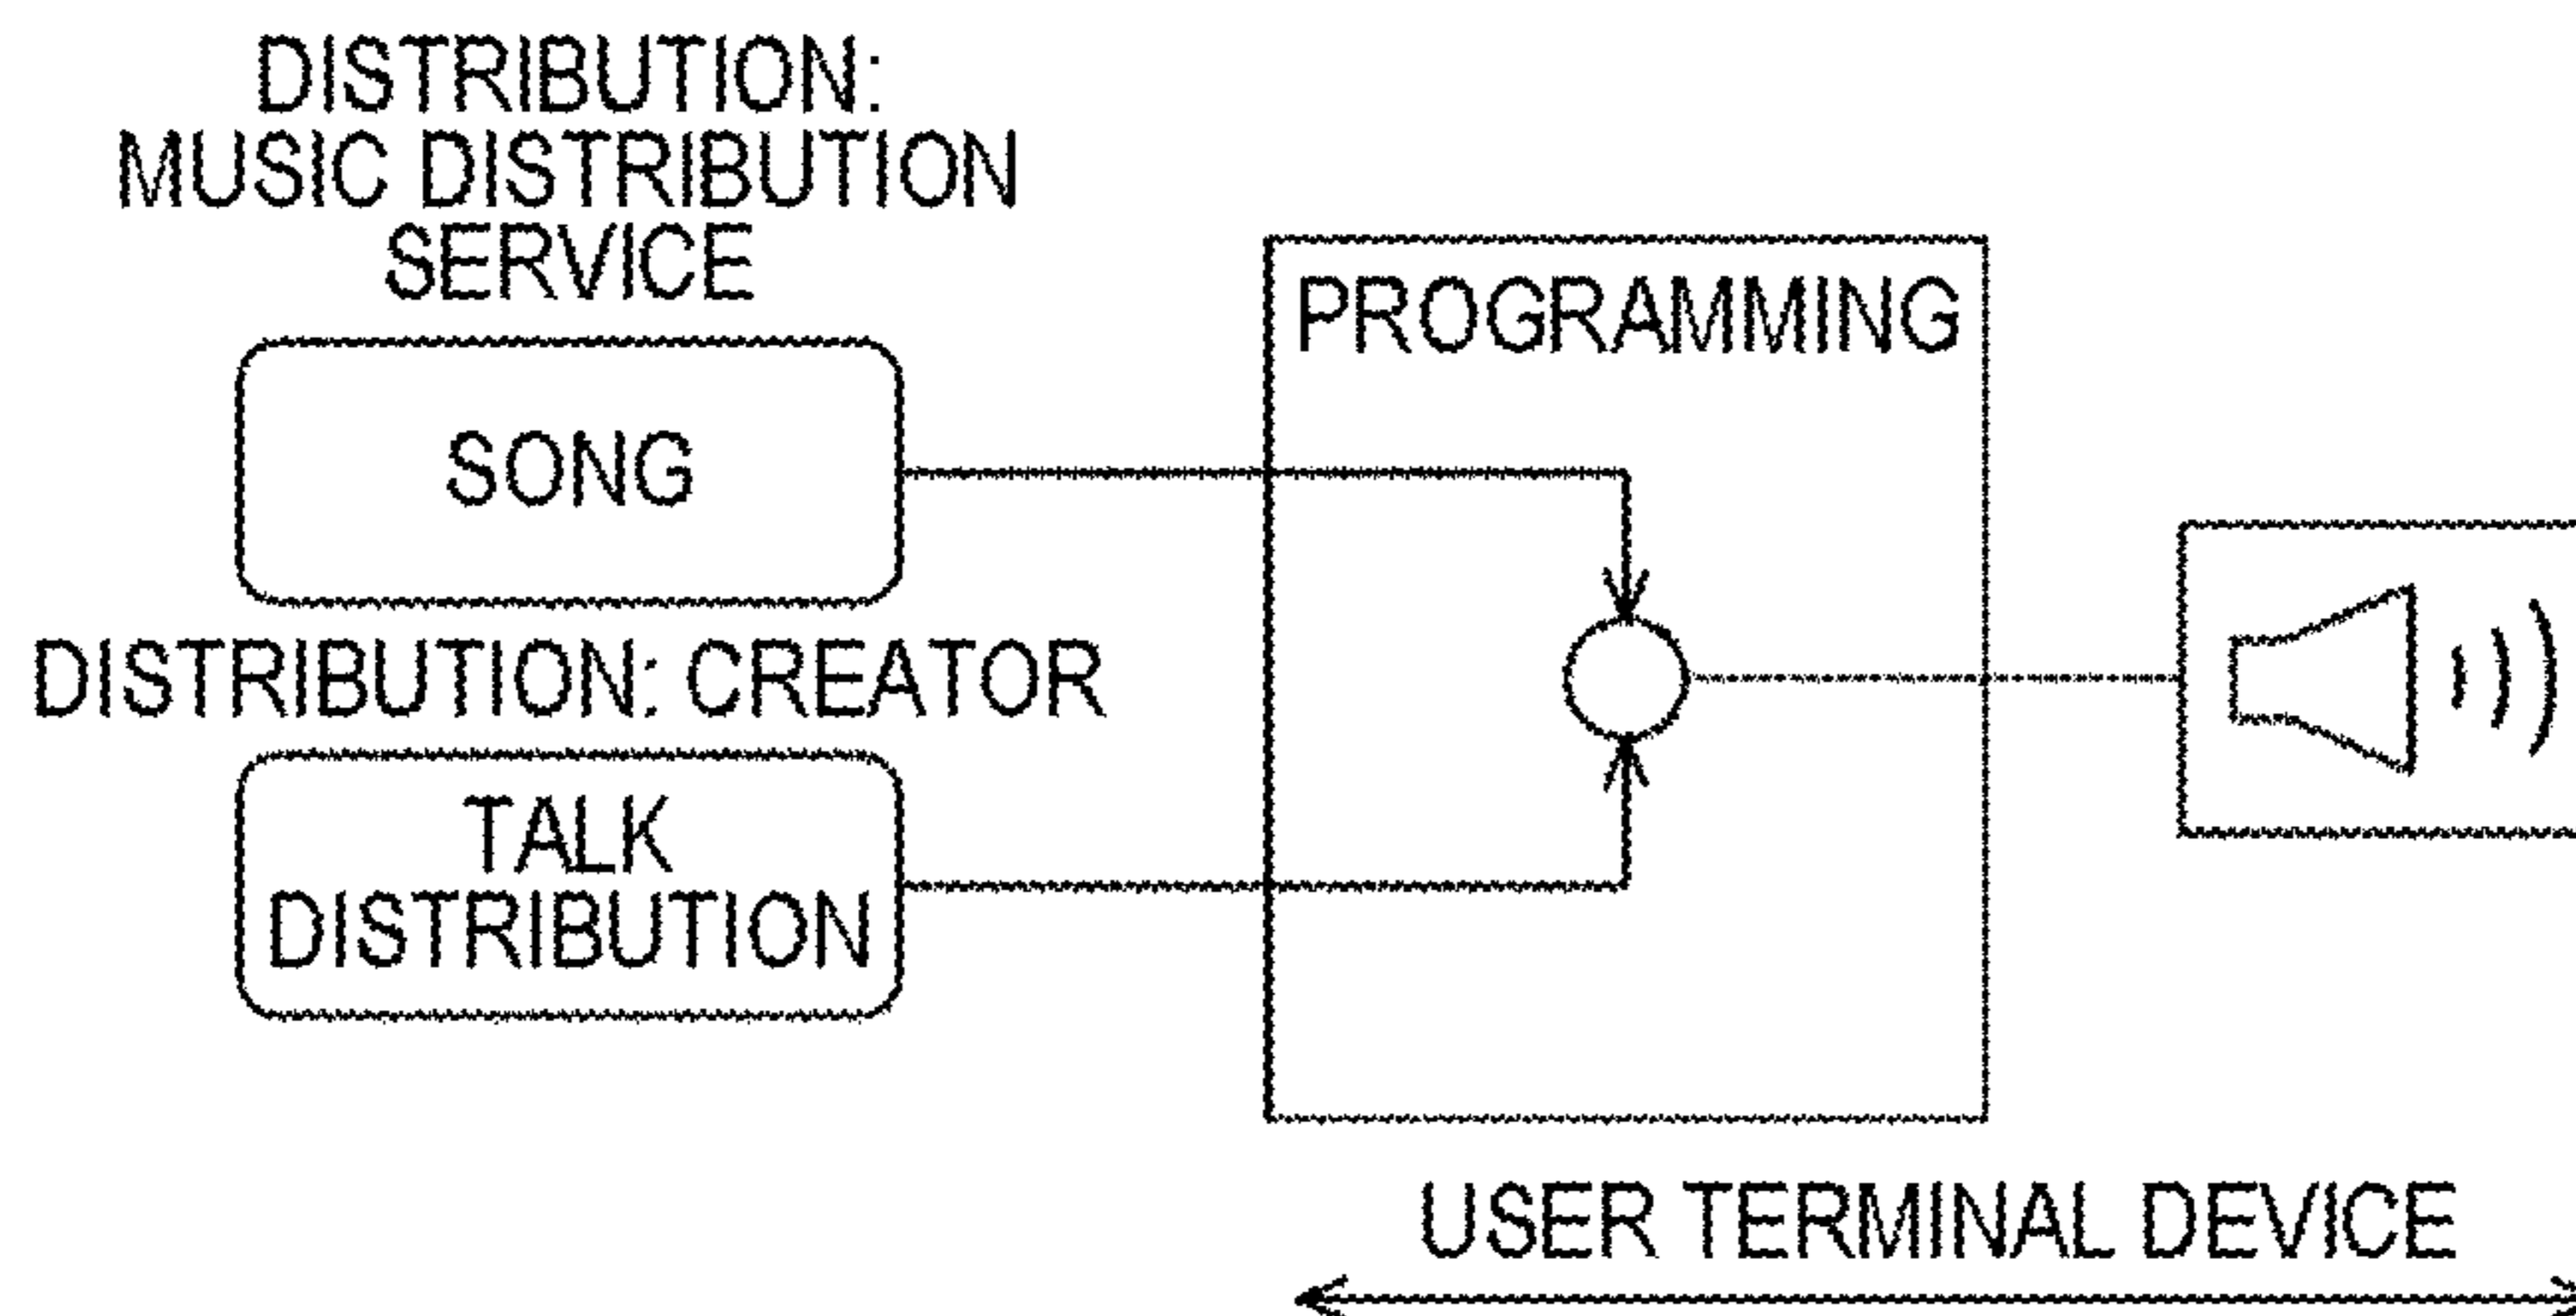 DISTRIBUTION:
MUSIC DISTRIBUTION
SERVICE
SONG
DISTRIBUTION: CREATOR
TALK
DISTRIBUTION
PROGRAMMING
USER TERMINAL DEVICE